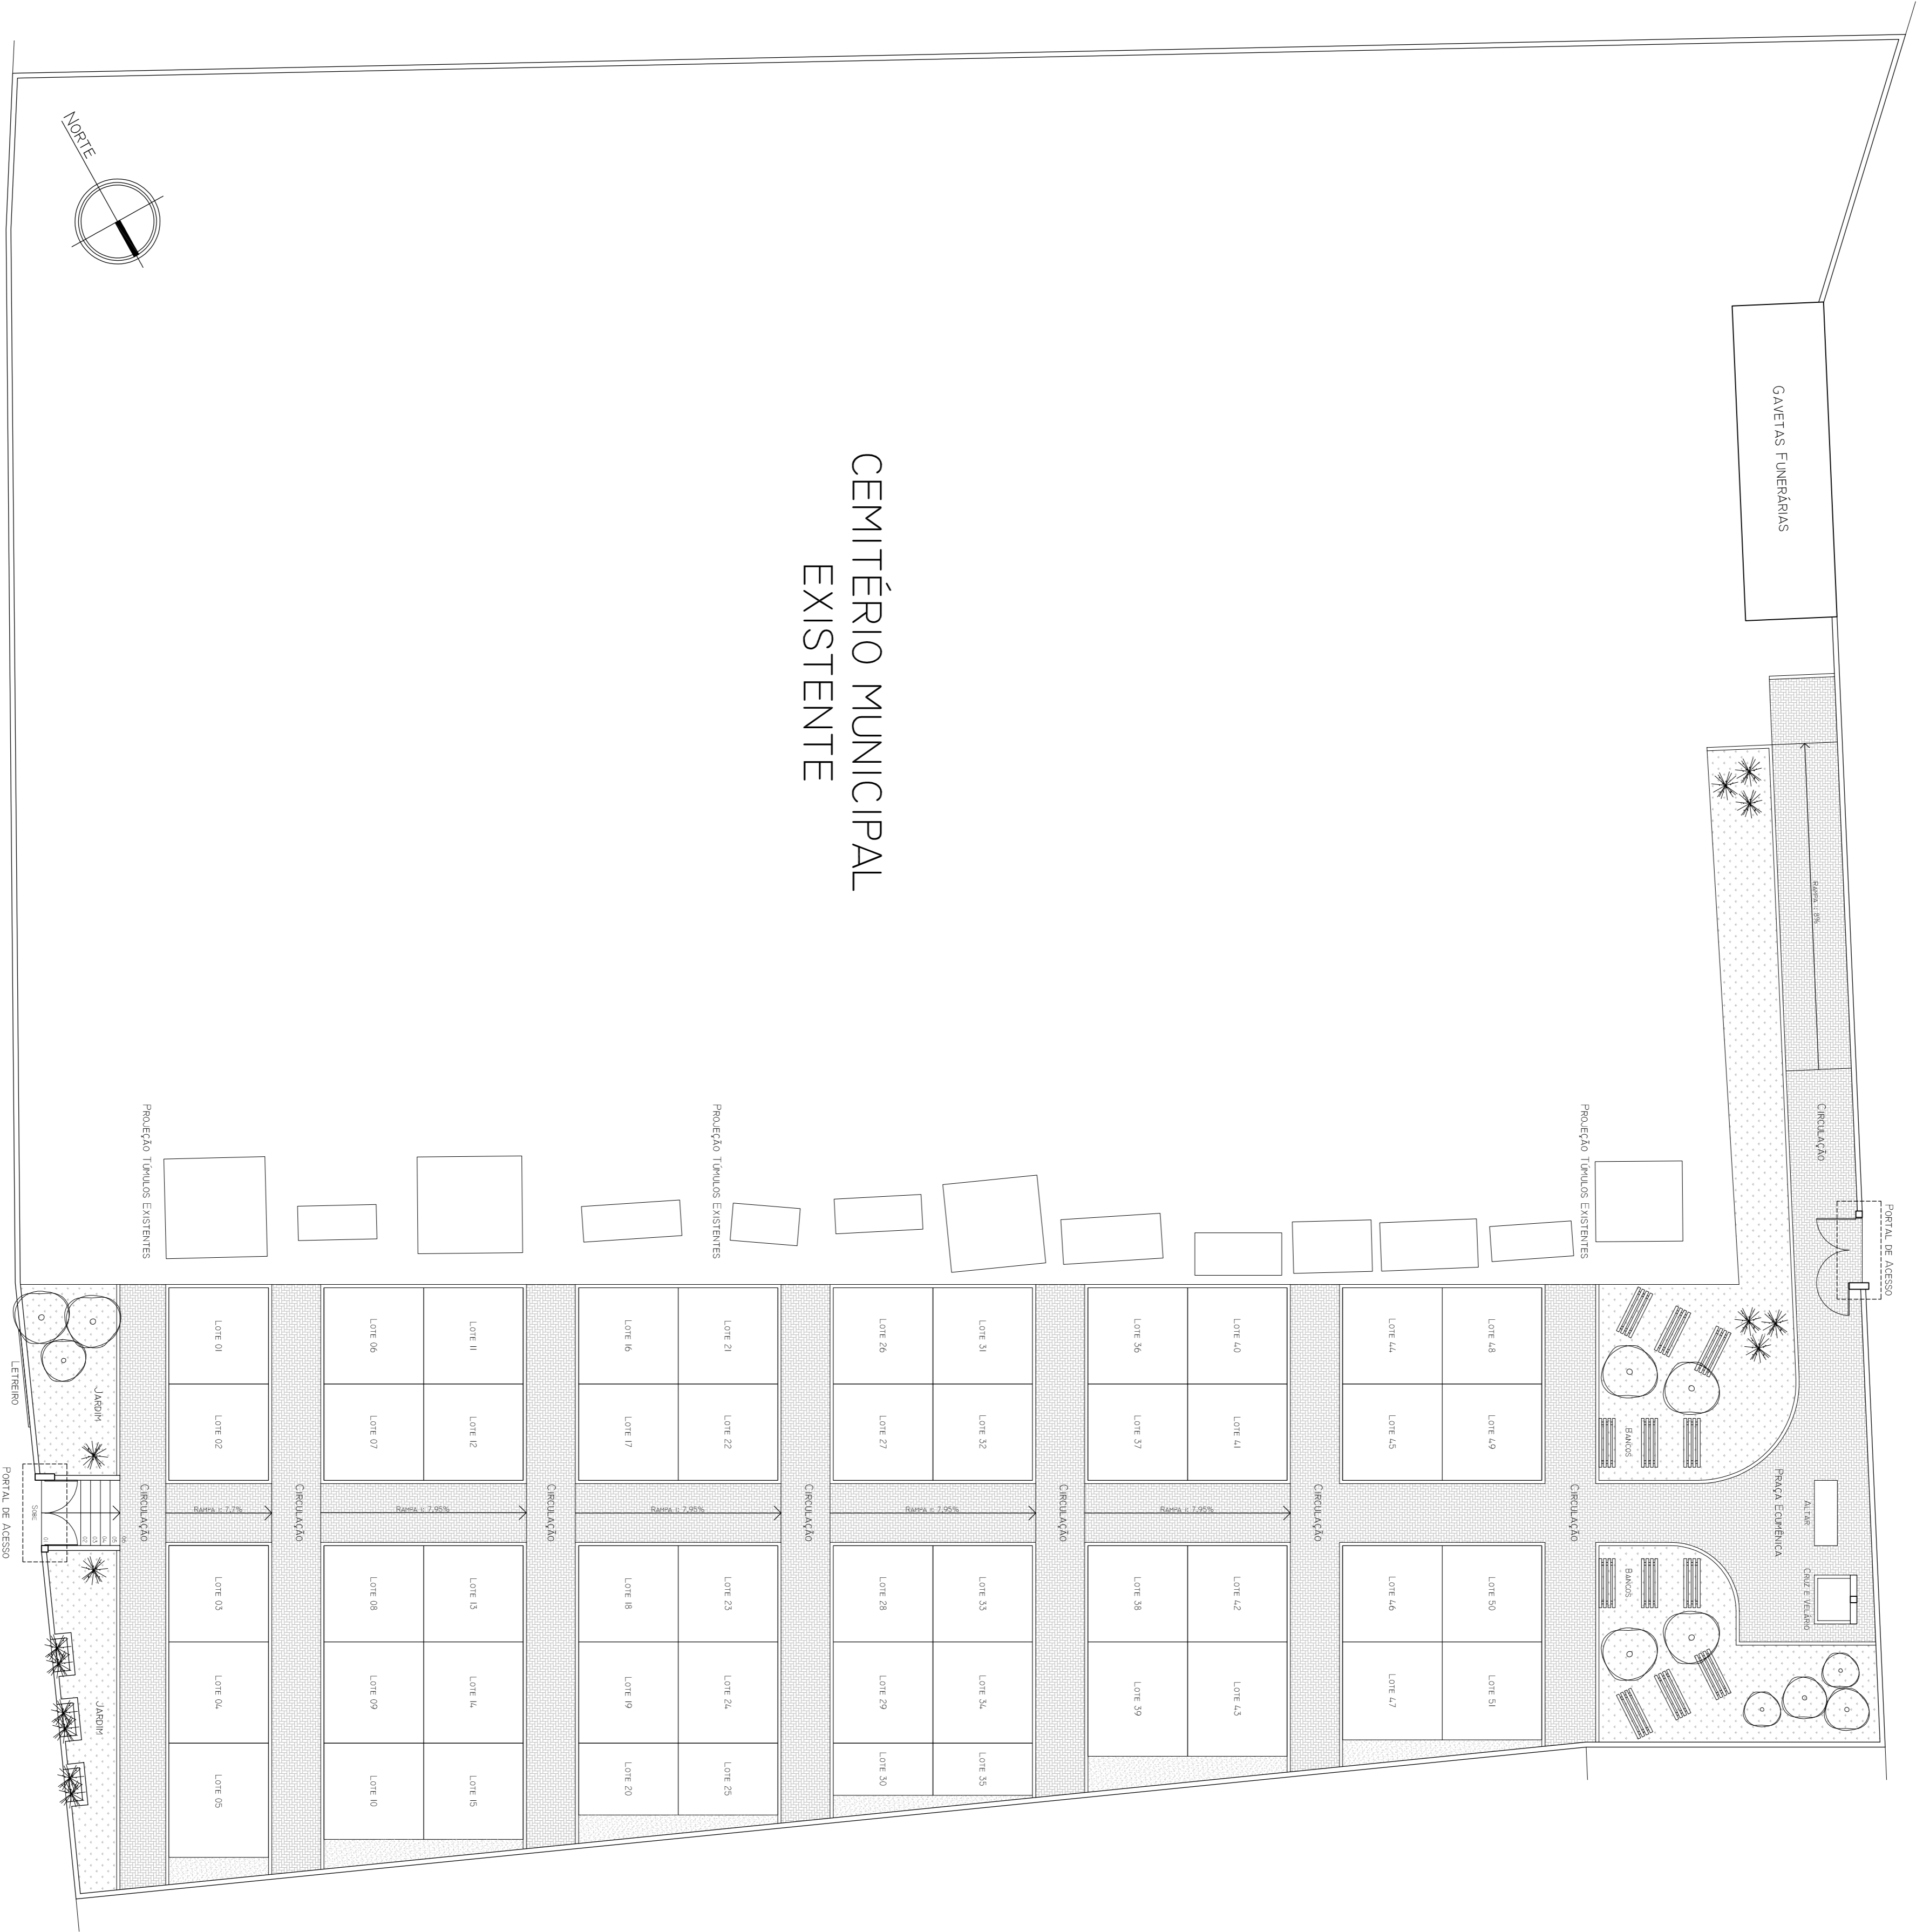 NORTE
GAVETAS FUNERÁRIAS
CEMITÉRIO MUNICIPAL
EXISTENTE
RAMPA i: 8%
CIRCULAÇÃO
PORTAL DE ACESSO
PROJEÇÃO TÚMULOS EXISTENTES
PROJEÇÃO TÚMULOS EXISTENTES
PROJEÇÃO TÚMULOS EXISTENTES
LETREIRO
JARDIM
PORTAL DE ACESSO
SOBE
02
03
04
05
06
JARDIM
CIRCULAÇÃO
LOTE 01
LOTE 02
RAMPA i: 7,7%
LOTE 03
LOTE 04
LOTE 05
CIRCULAÇÃO
LOTE 06
LOTE 11
LOTE 07
LOTE 12
RAMPA i: 7,95%
LOTE 08
LOTE 13
LOTE 09
LOTE 14
LOTE 10
LOTE 15
CIRCULAÇÃO
LOTE 16
LOTE 21
LOTE 17
LOTE 22
RAMPA i: 7,95%
LOTE 18
LOTE 23
LOTE 19
LOTE 24
LOTE 20
LOTE 25
CIRCULAÇÃO
LOTE 26
LOTE 31
LOTE 27
LOTE 32
RAMPA i: 7,95%
LOTE 28
LOTE 33
LOTE 29
LOTE 34
LOTE 30
LOTE 35
CIRCULAÇÃO
LOTE 36
LOTE 40
LOTE 37
LOTE 41
RAMPA i: 7,95%
LOTE 38
LOTE 42
LOTE 39
LOTE 43
CIRCULAÇÃO
LOTE 44
LOTE 48
LOTE 45
LOTE 49
LOTE 46
LOTE 50
LOTE 47
LOTE 51
CIRCULAÇÃO
BANCOS
BANCOS
PRAÇA ECUMÊNICA
ALTAR
CRUZ E VELÁRIO